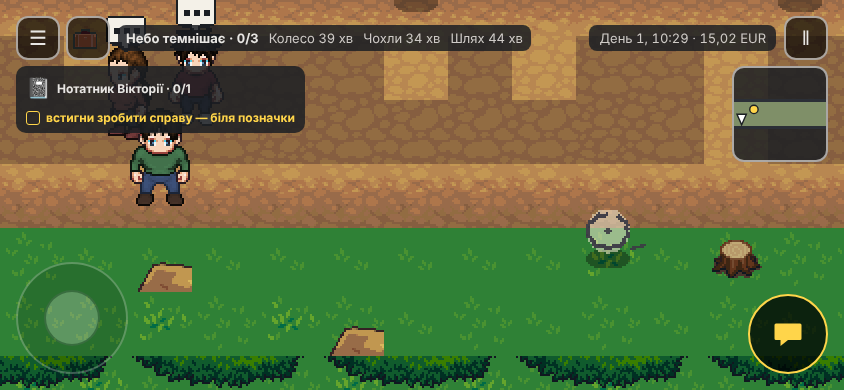 Небо темнішає · 0/3 Колесо 39 хв Чохли 34 хв Шлях 44 хв
День 1, 10:29 · 15,02 EUR
Нотатник Вікторії · 0/1
встигни зробити справу — біля позначки